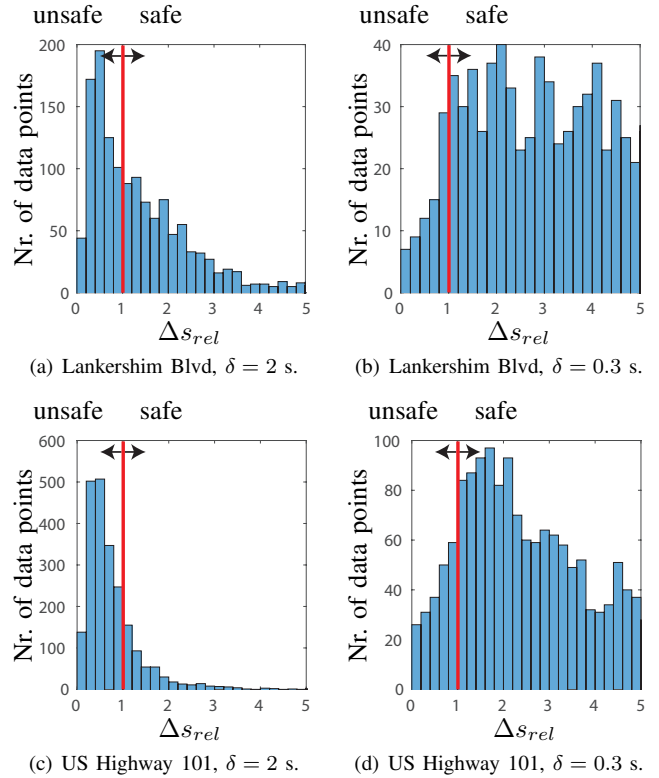 unsafe safe
Nr. of data points
200
150
100
50
0
0 1 2 3 4 5
Δs_rel
(a) Lankershim Blvd, δ = 2 s.
unsafe safe
Nr. of data points
40
30
20
10
0
0 1 2 3 4 5
Δs_rel
(b) Lankershim Blvd, δ = 0.3 s.
unsafe safe
Nr. of data points
600
500
400
300
200
100
0
0 1 2 3 4 5
Δs_rel
(c) US Highway 101, δ = 2 s.
unsafe safe
Nr. of data points
100
80
60
40
20
0
0 1 2 3 4 5
Δs_rel
(d) US Highway 101, δ = 0.3 s.